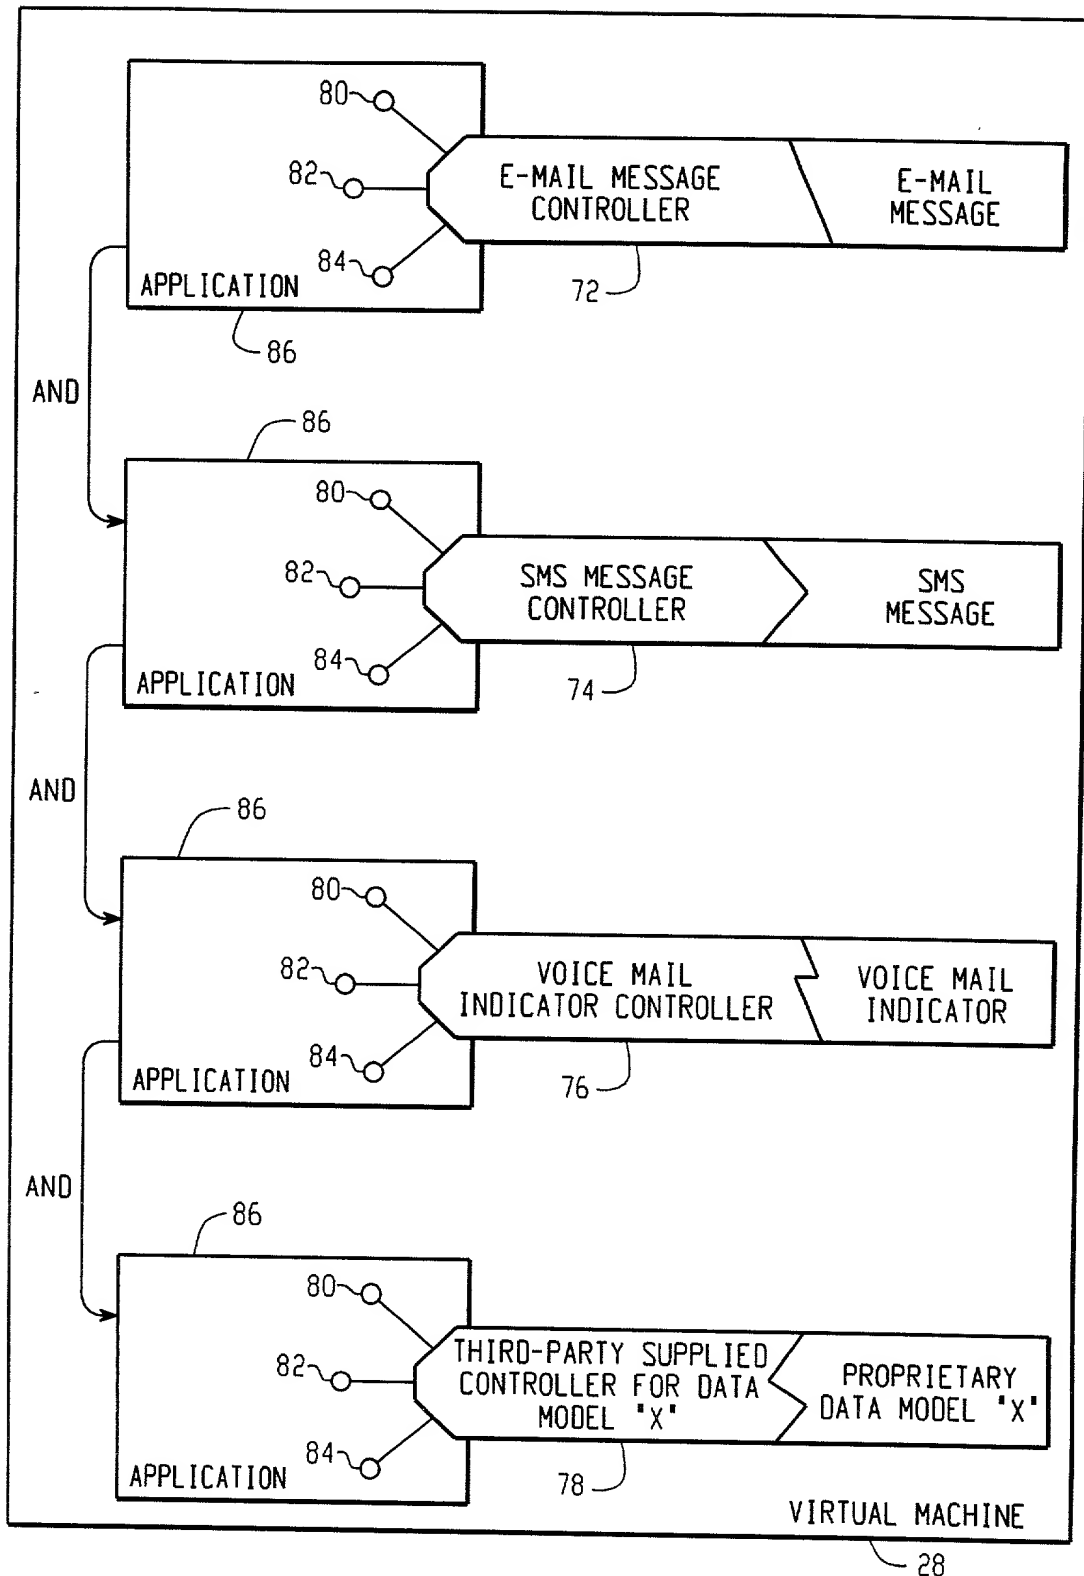 80
82
84
E-MAIL MESSAGE
CONTROLLER
E-MAIL
MESSAGE
72
APPLICATION
86
AND
86
80
82
84
SMS MESSAGE
CONTROLLER
SMS
MESSAGE
74
APPLICATION
AND
86
80
82
84
VOICE MAIL
INDICATOR CONTROLLER
VOICE MAIL
INDICATOR
76
APPLICATION
AND
86
80
82
84
THIRD-PARTY SUPPLIED
CONTROLLER FOR DATA
MODEL "X"
PROPRIETARY
DATA MODEL "X"
78
APPLICATION
VIRTUAL MACHINE
28